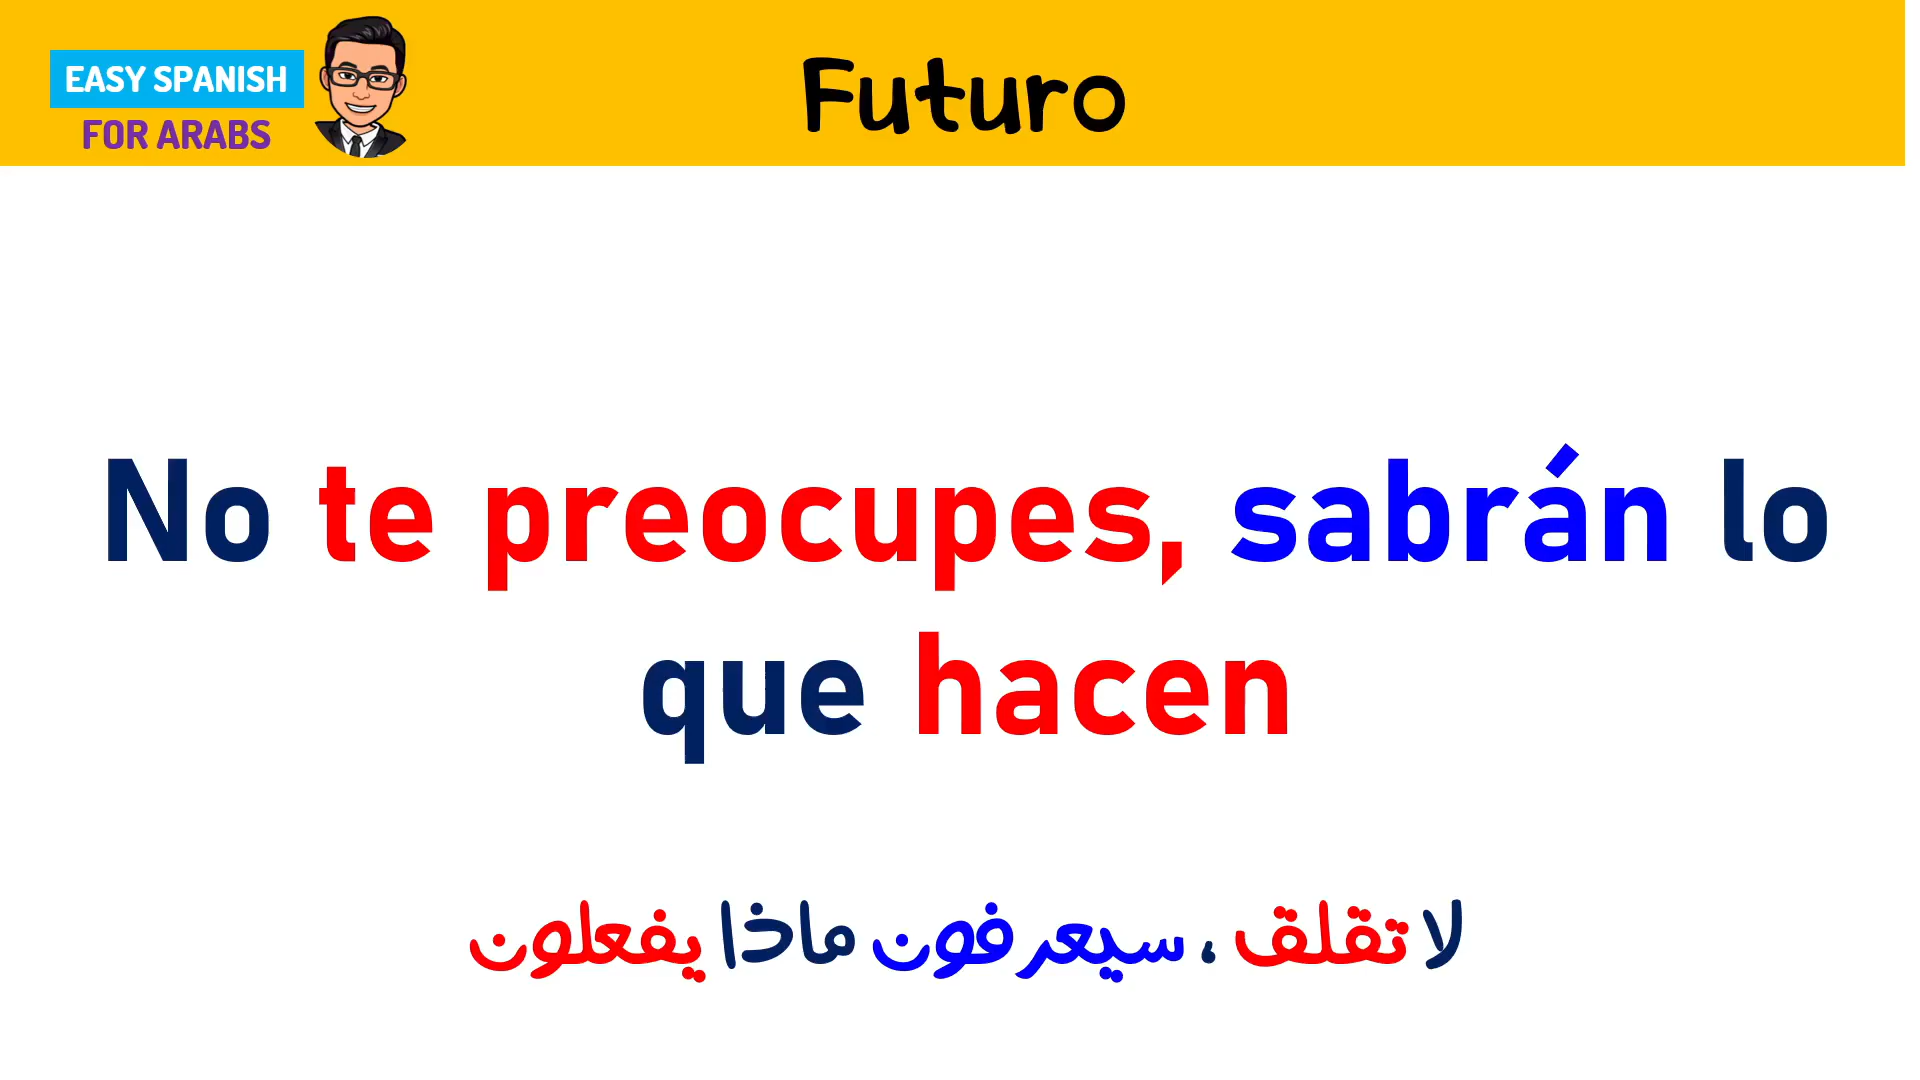 EASY SPANISH
FOR ARABS
Futuro
No te preocupes, sabrán lo
que hacen
لا تقلق ، سيعرفون ماذا يفعلون